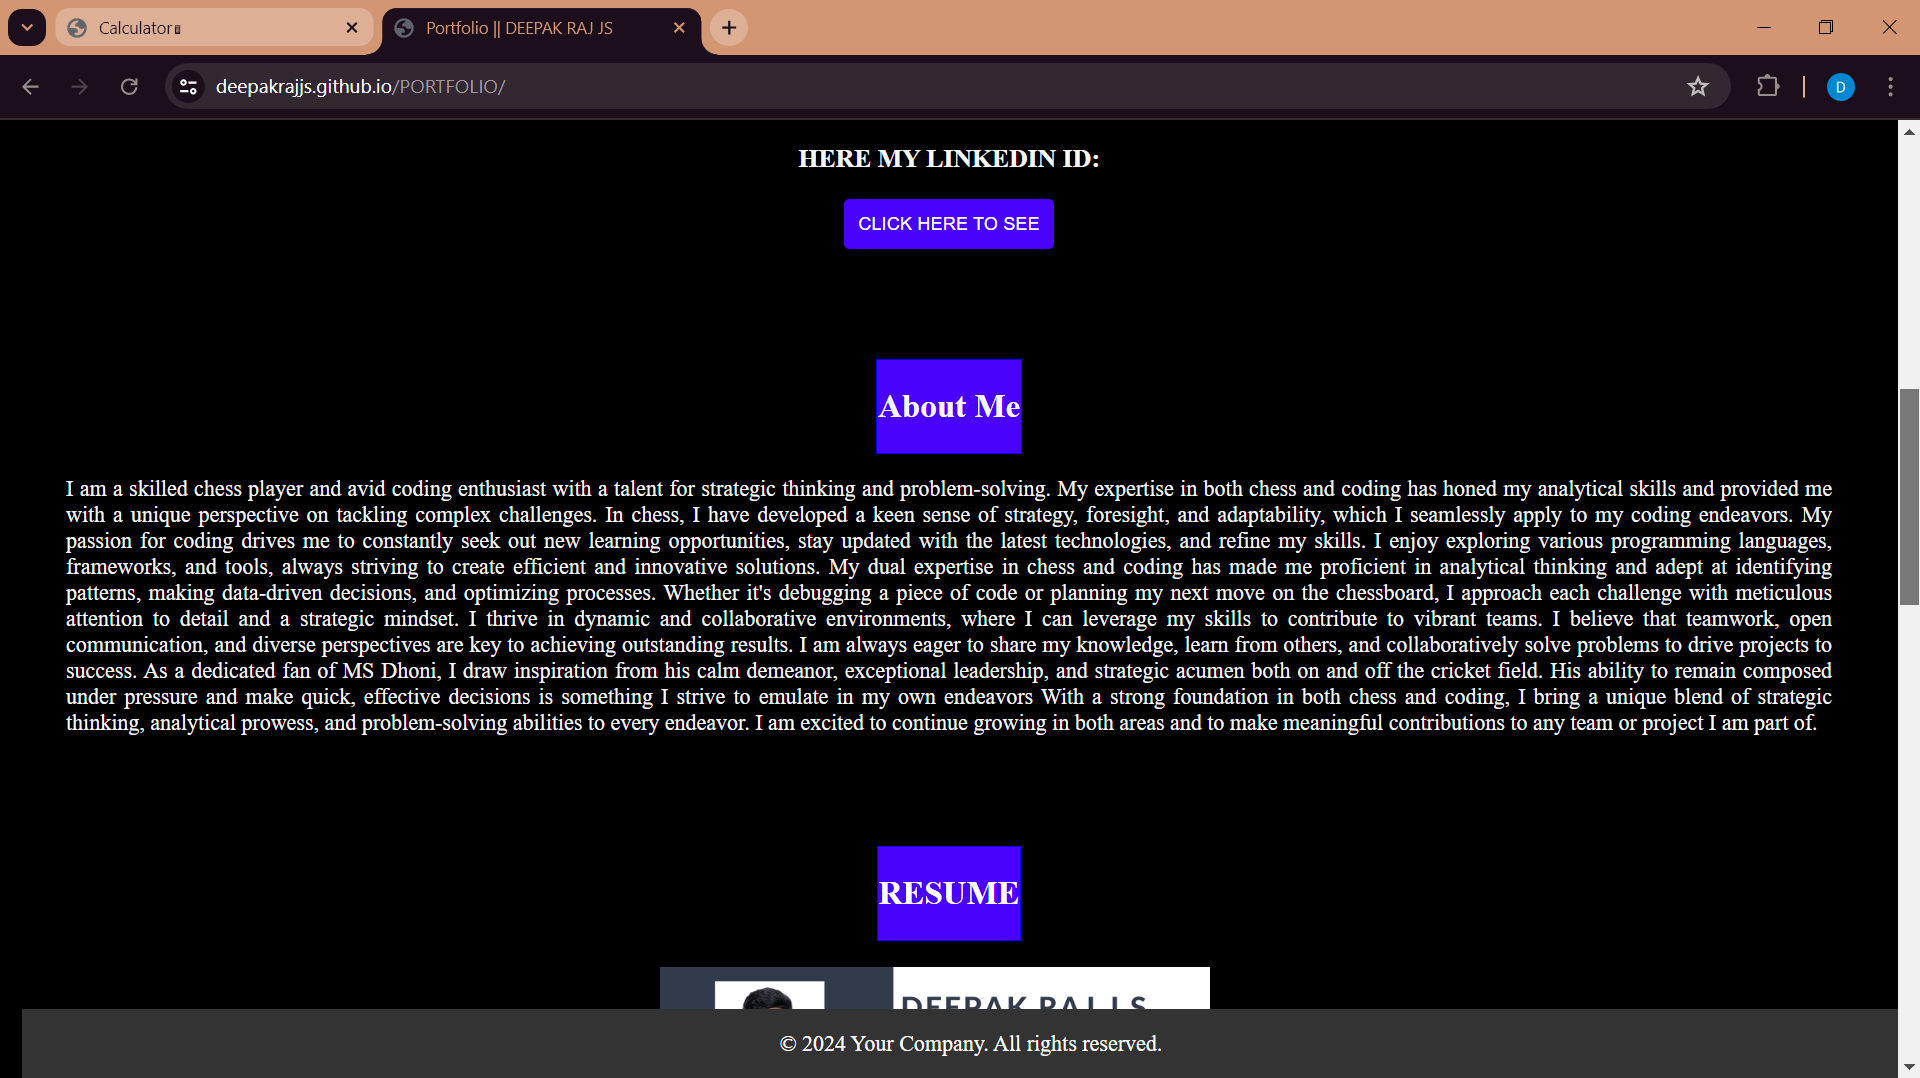 Calculator
Portfolio || DEEPAK RAJ JS
deepakrajjs.github.io/PORTFOLIO/
D
HERE MY LINKEDIN ID:
CLICK HERE TO SEE
About Me
I am a skilled chess player and avid coding enthusiast with a talent for strategic thinking and problem-solving. My expertise in both chess and coding has honed my analytical skills and provided me
with a unique perspective on tackling complex challenges. In chess, I have developed a keen sense of strategy, foresight, and adaptability, which I seamlessly apply to my coding endeavors. My
passion for coding drives me to constantly seek out new learning opportunities, stay updated with the latest technologies, and refine my skills. I enjoy exploring various programming languages,
frameworks, and tools, always striving to create efficient and innovative solutions. My dual expertise in chess and coding has made me proficient in analytical thinking and adept at identifying
patterns, making data-driven decisions, and optimizing processes. Whether it's debugging a piece of code or planning my next move on the chessboard, I approach each challenge with meticulous
attention to detail and a strategic mindset. I thrive in dynamic and collaborative environments, where I can leverage my skills to contribute to vibrant teams. I believe that teamwork, open
communication, and diverse perspectives are key to achieving outstanding results. I am always eager to share my knowledge, learn from others, and collaboratively solve problems to drive projects to
success. As a dedicated fan of MS Dhoni, I draw inspiration from his calm demeanor, exceptional leadership, and strategic acumen both on and off the cricket field. His ability to remain composed
under pressure and make quick, effective decisions is something I strive to emulate in my own endeavors With a strong foundation in both chess and coding, I bring a unique blend of strategic
thinking, analytical prowess, and problem-solving abilities to every endeavor. I am excited to continue growing in both areas and to make meaningful contributions to any team or project I am part of.
RESUME
DEEPAK RAJ J S
© 2024 Your Company. All rights reserved.